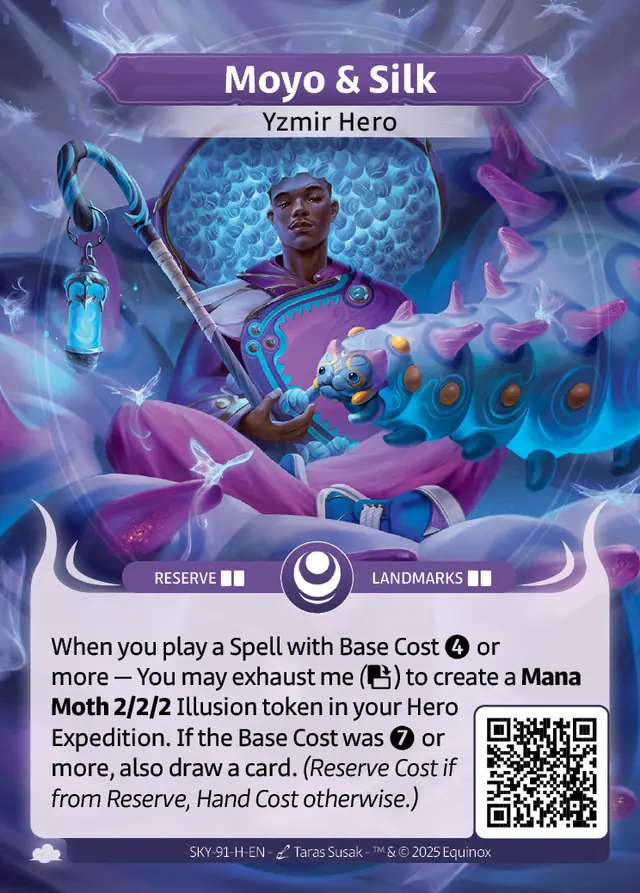 Moyo & Silk
Yzmir Hero
RESERVE LANDMARKS
When you play a Spell with Base Cost 4 or
more — You may exhaust me ( ) to create a Mana
Moth 2/2/2 Illusion token in your Hero
Expedition. If the Base Cost was 7 or
more, also draw a card. (Reserve Cost if
from Reserve, Hand Cost otherwise.)
SKY-91-H-EN - Taras Susak - ™ & © 2025 Equinox